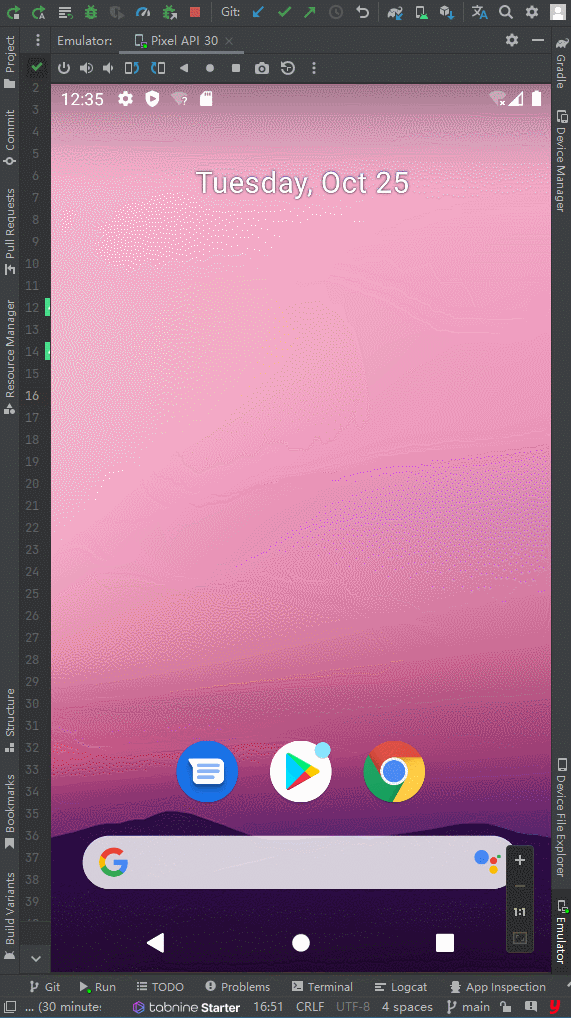 Git:
Emulator: Pixel API 30
12:35
Tuesday, Oct 25
Project
Commit
Pull Requests
Resource Manager
Structure
Bookmarks
Build Variants
2
3
4
5
6
7
8
9
10
11
12
13
14
15
16
17
18
19
20
21
22
23
24
25
26
27
28
29
30
31
32
33
34
35
36
37
38
39
1:1
Gradle
Device Manager
Device File Explorer
Emulator
Git Run TODO Problems Terminal Logcat App Inspection
... (30 minutes tabnine Starter 16:51 CRLF UTF-8 4 spaces main